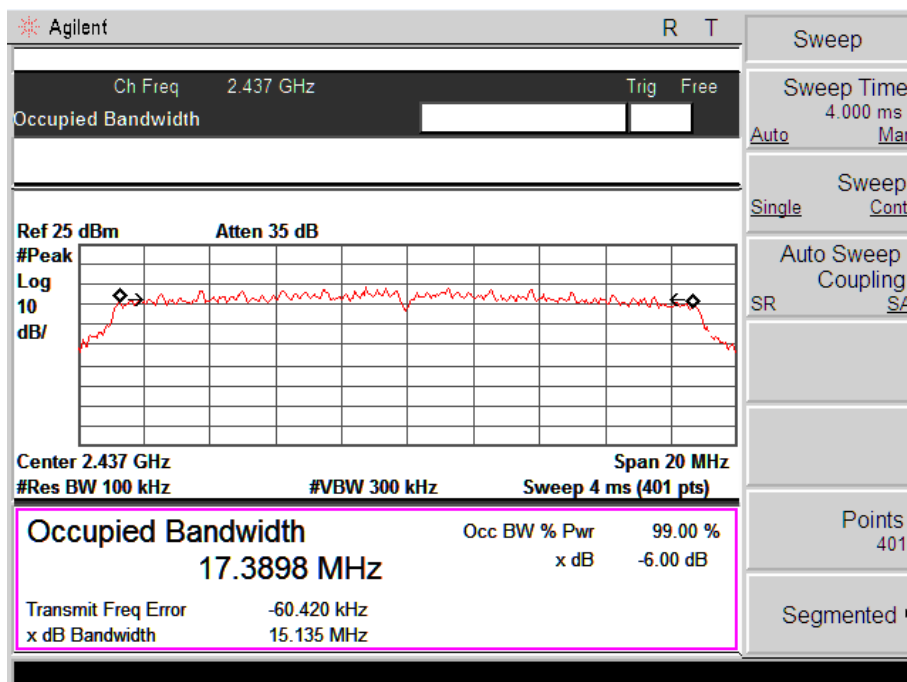 Agilent R T
Ch Freq 2.437 GHz Trig Free
Occupied Bandwidth
Ref 25 dBm Atten 35 dB
#Peak
Log
10
dB/
Center 2.437 GHz Span 20 MHz
#Res BW 100 kHz #VBW 300 kHz Sweep 4 ms (401 pts)
Occupied Bandwidth Occ BW % Pwr 99.00 %
17.3898 MHz x dB -6.00 dB
Transmit Freq Error -60.420 kHz
x dB Bandwidth 15.135 MHz
Sweep
Sweep Time
4.000 ms
Auto Mar
Sweep
Single Cont
Auto Sweep
Coupling
SR SA
Points
401
Segmented